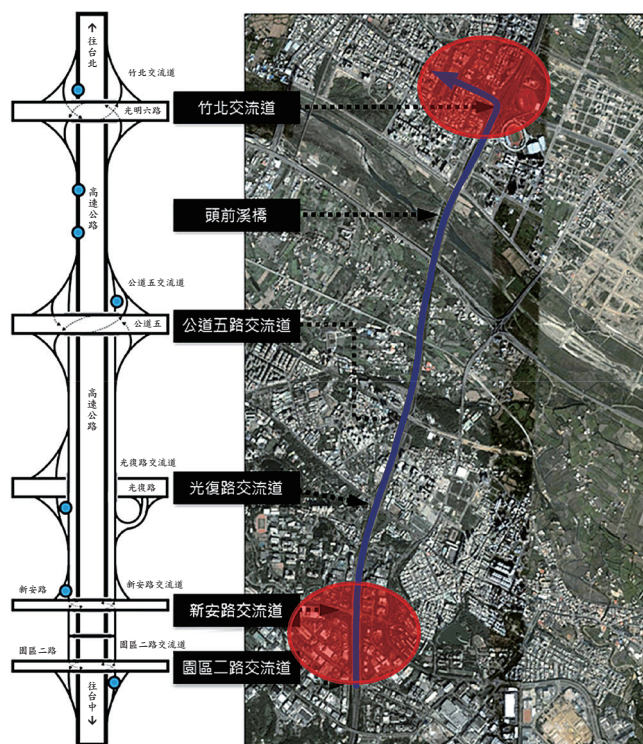 ↑往台北
竹北交流道
光明六路
竹北交流道
高速公路
頭前溪橋
公道五交流道
公道五
公道五路交流道
高速公路
光復路交流道
光復路
光復路交流道
新安路
新安路交流道
新安路交流道
園區二路
園區二路交流道
園區二路交流道
往台中↓